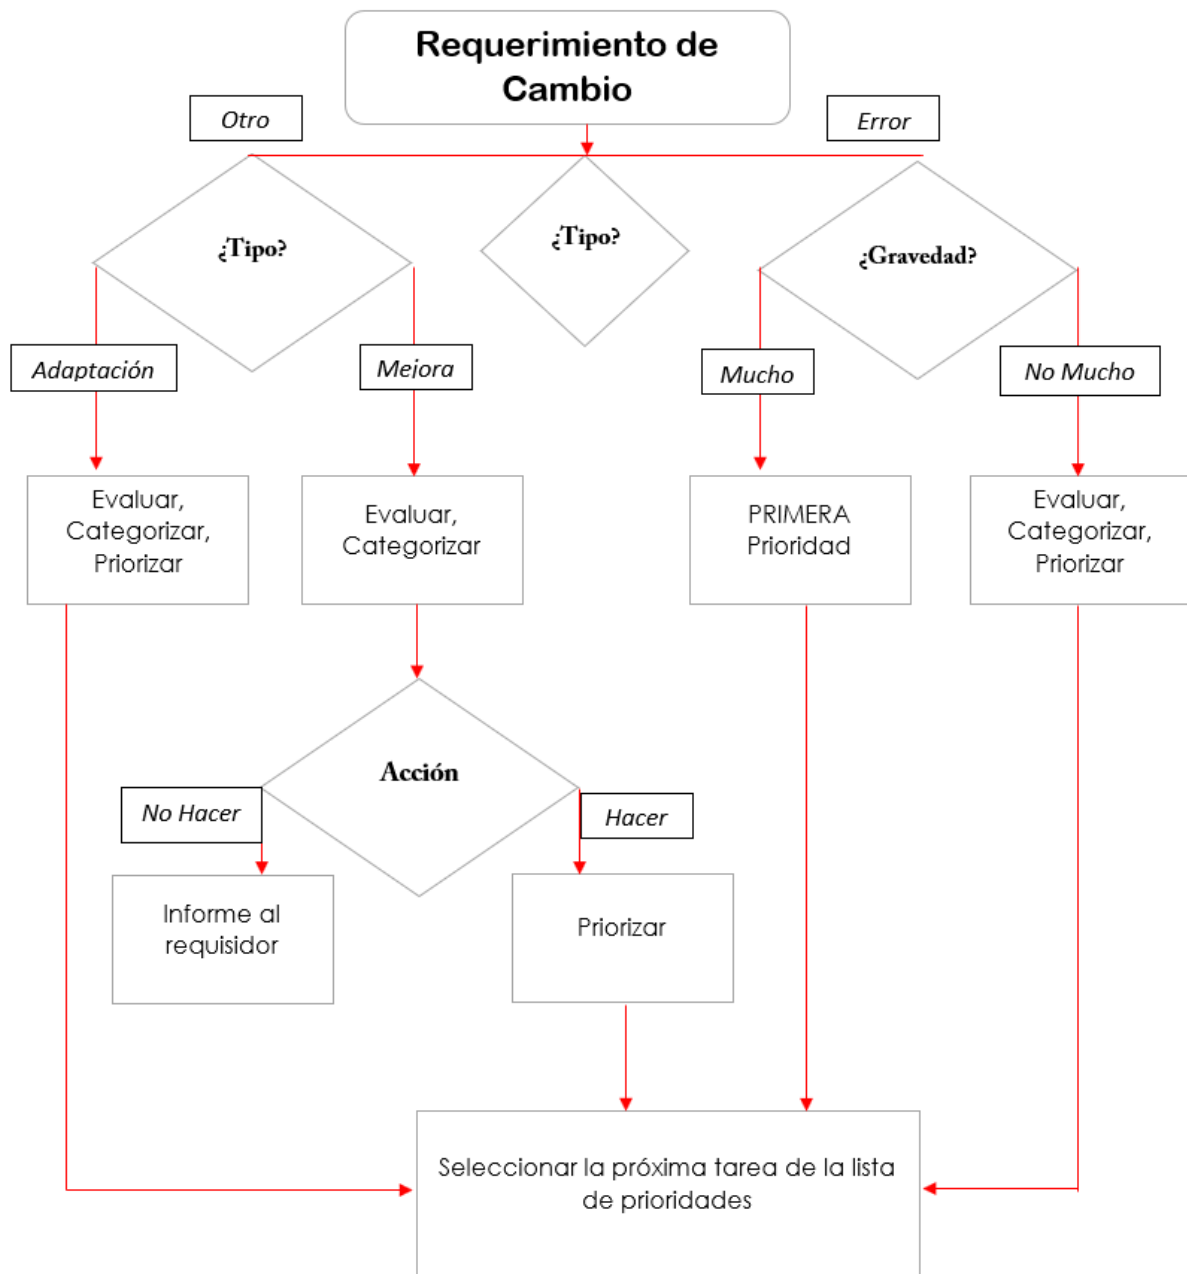 Requerimiento de
Cambio
Otro
Error
¿Tipo?
¿Tipo?
¿Gravedad?
Adaptación
Mejora
Mucho
No Mucho
Evaluar,
Categorizar,
Priorizar
Evaluar,
Categorizar
PRIMERA
Prioridad
Evaluar,
Categorizar,
Priorizar
Acción
No Hacer
Hacer
Informe al
requisidor
Priorizar
Seleccionar la próxima tarea de la lista
de prioridades